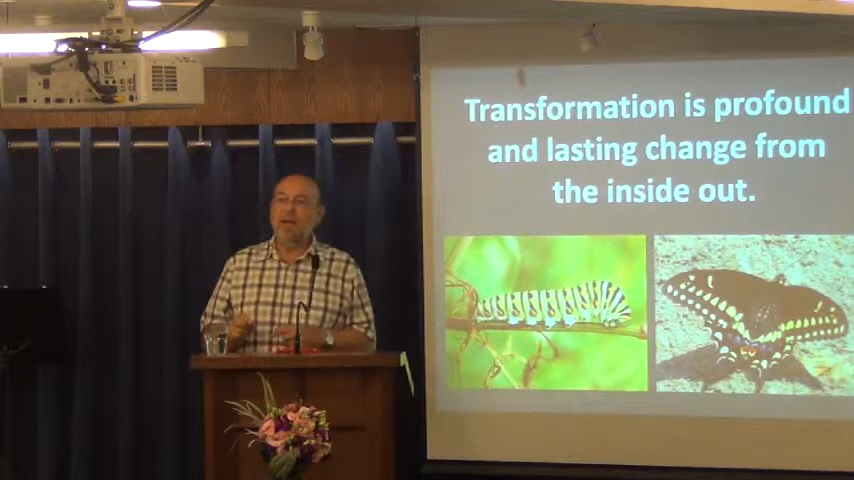 Transformation is profound
and lasting change from
the inside out.